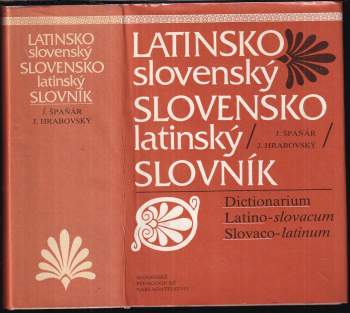 LATINSKO
slovenský
SLOVENSKO
latinský
SLOVNÍK
J. ŠPAŇÁR
J. HRABOVSKÝ
LATINSKO
slovenský
SLOVENSKO
latinský/ J. ŠPAŇÁR
J. HRABOVSKÝ /
SLOVNÍK
Dictionarium
Latino-slovacum
Slovaco-latinum
SLOVENSKÉ
PEDAGOGICKÉ
NAKLADATEĽSTVO